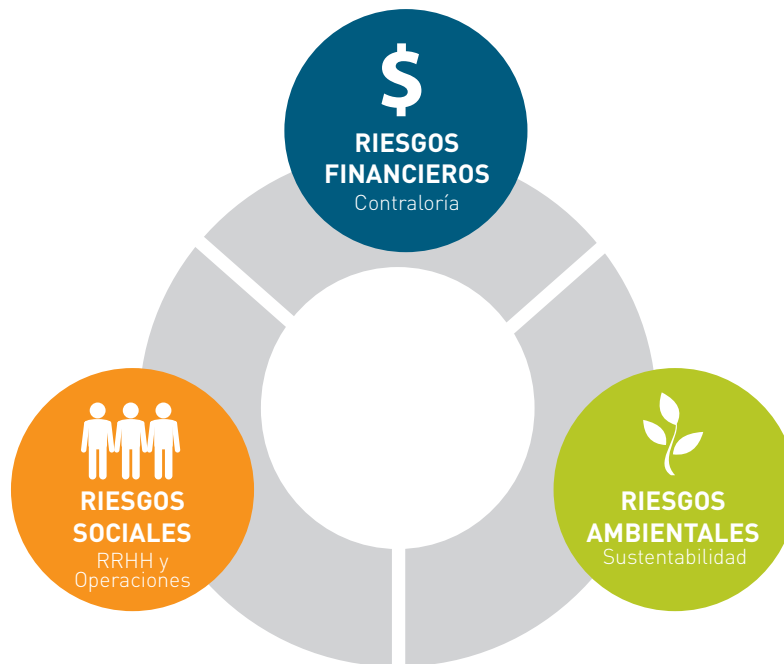 $
RIESGOS
FINANCIEROS
Contraloría
RIESGOS
SOCIALES
RRHH y
Operaciones
RIESGOS
AMBIENTALES
Sustentabilidad